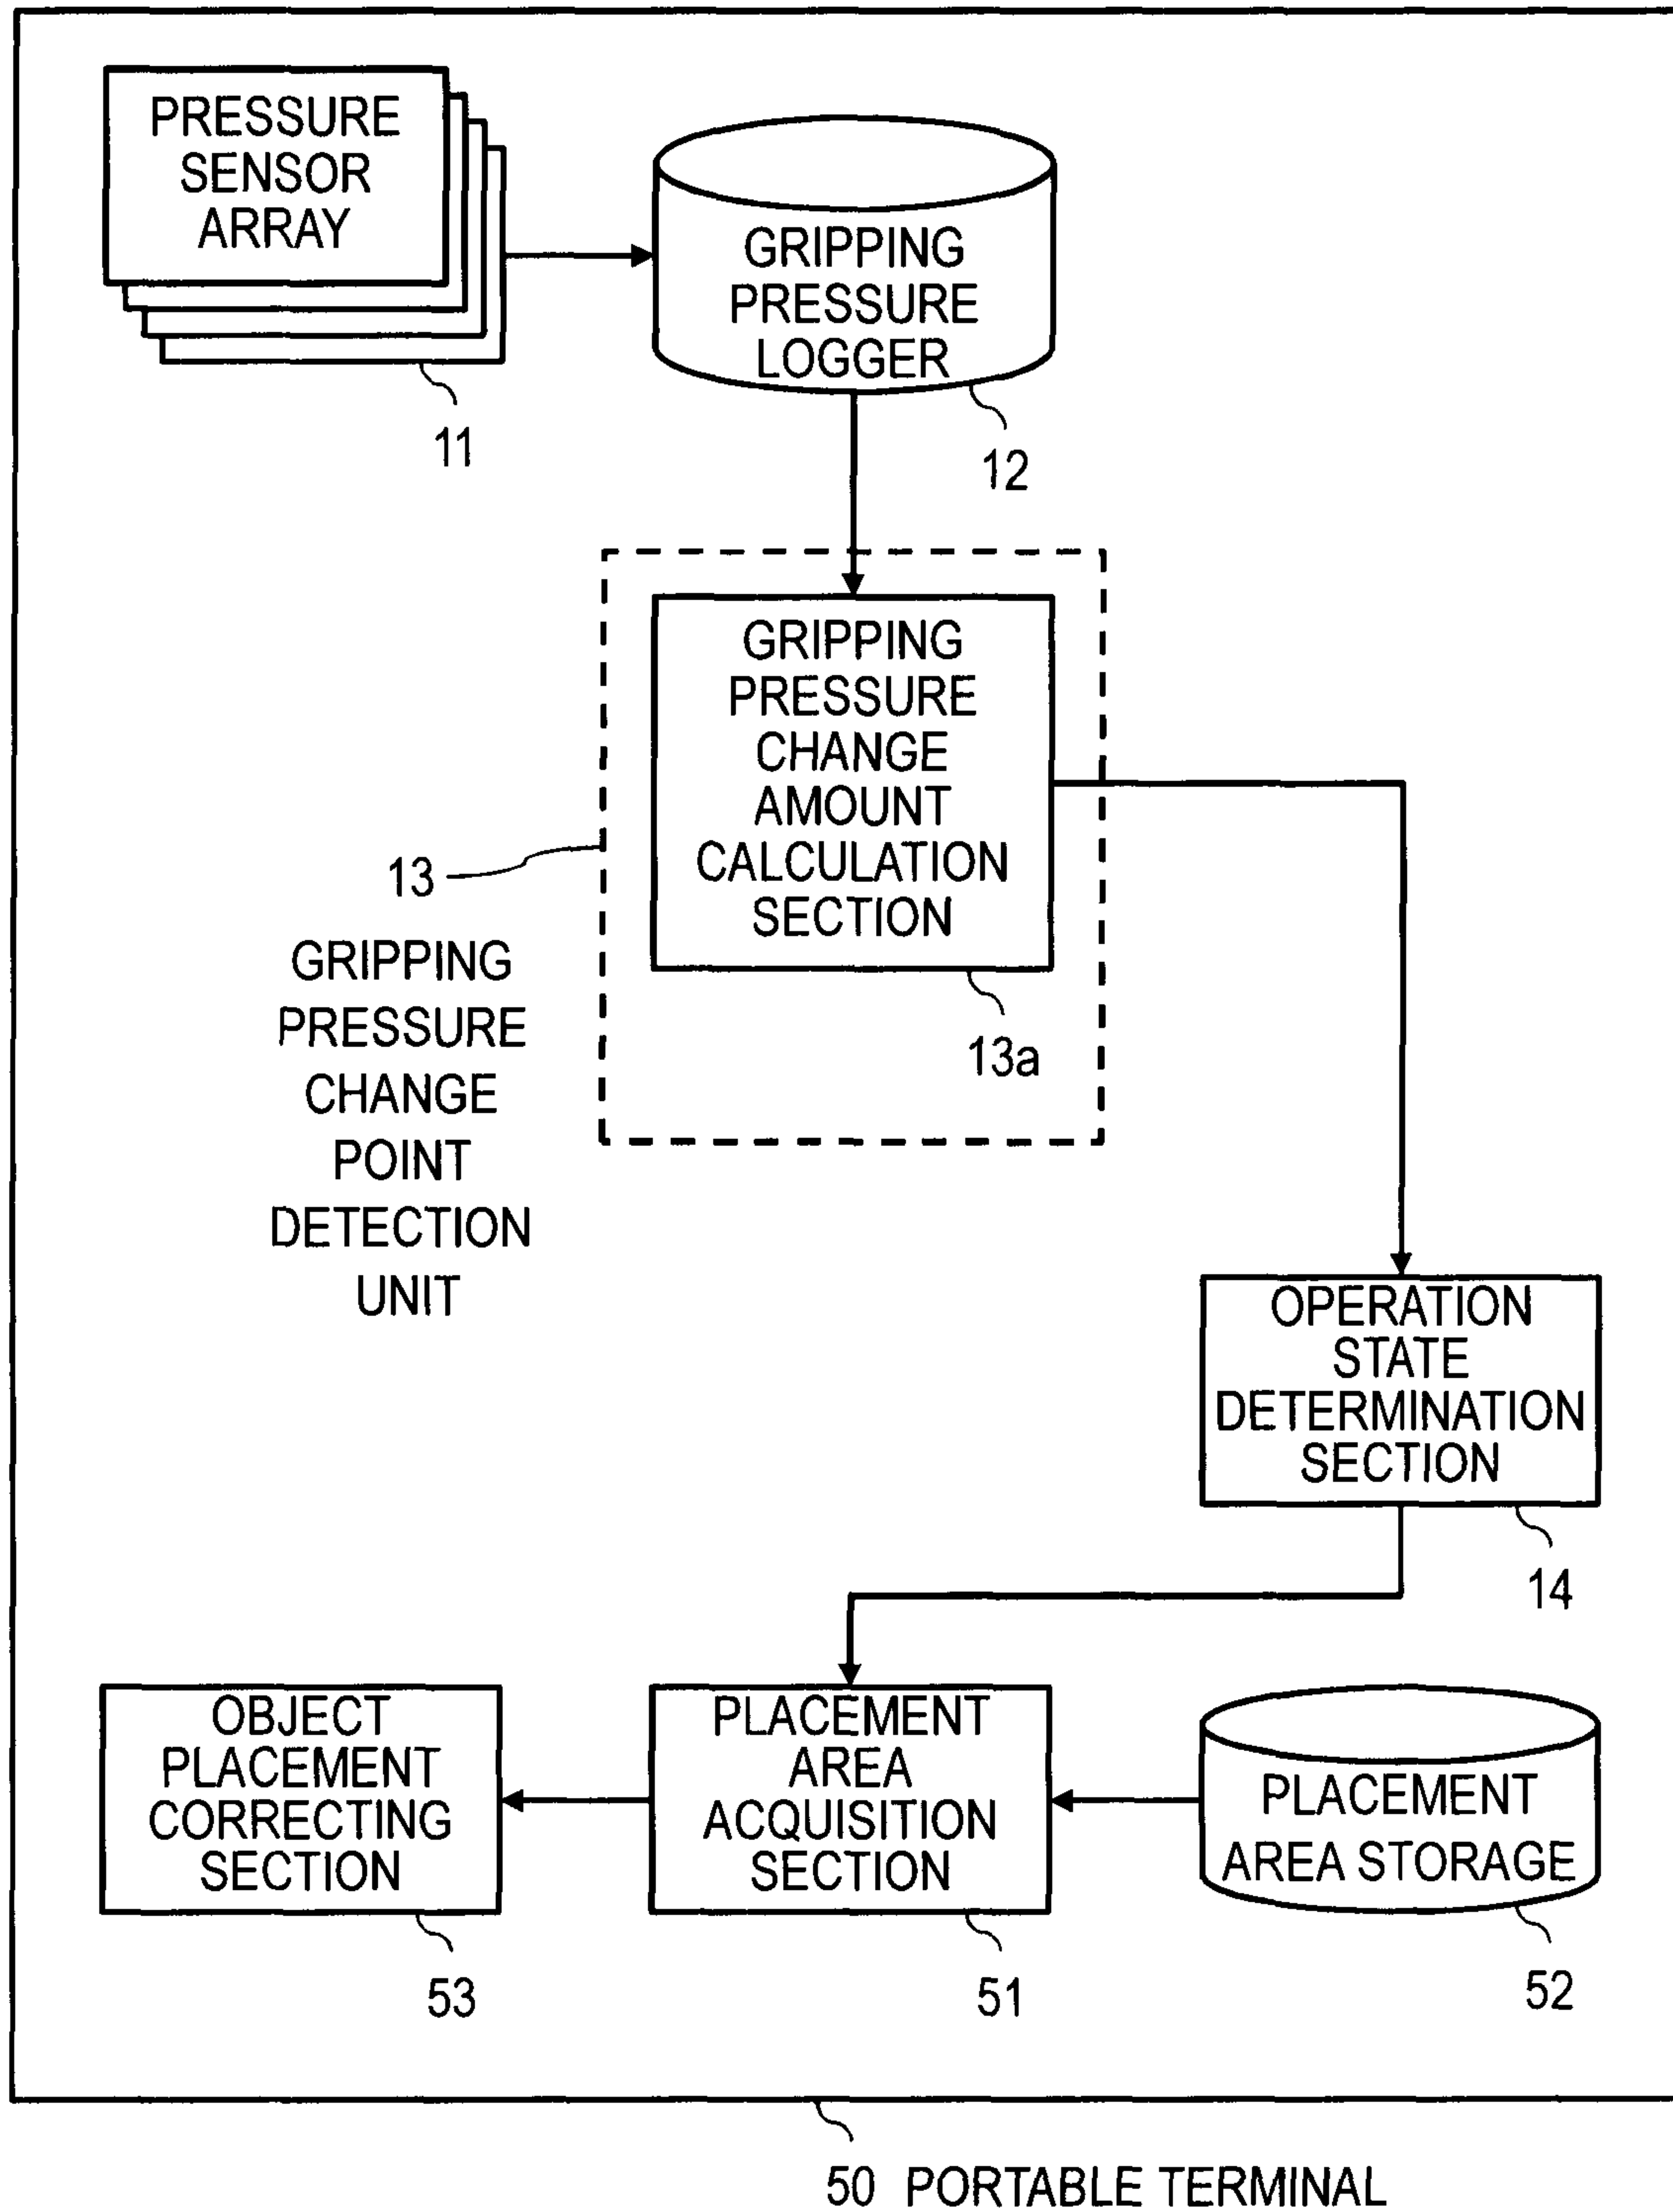 PRESSURE
SENSOR
ARRAY
11
GRIPPING
PRESSURE
LOGGER
12
GRIPPING
PRESSURE
CHANGE
AMOUNT
CALCULATION
SECTION
13a
13
GRIPPING
PRESSURE
CHANGE
POINT
DETECTION
UNIT
OPERATION
STATE
DETERMINATION
SECTION
14
OBJECT
PLACEMENT
CORRECTING
SECTION
53
PLACEMENT
AREA
ACQUISITION
SECTION
51
PLACEMENT
AREA STORAGE
52
50 PORTABLE TERMINAL